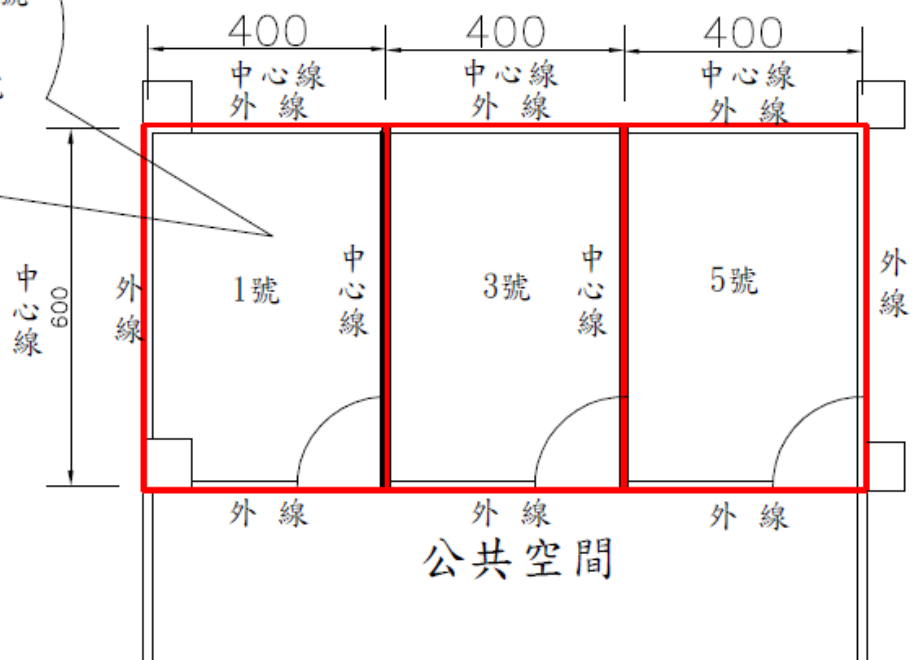 號
400
400
400
中心線
中心線
中心線
外 線
外 線
外 線
中心線
600
外線
1號
中心線
3號
中心線
5號
外線
外 線
外 線
外 線
公共空間